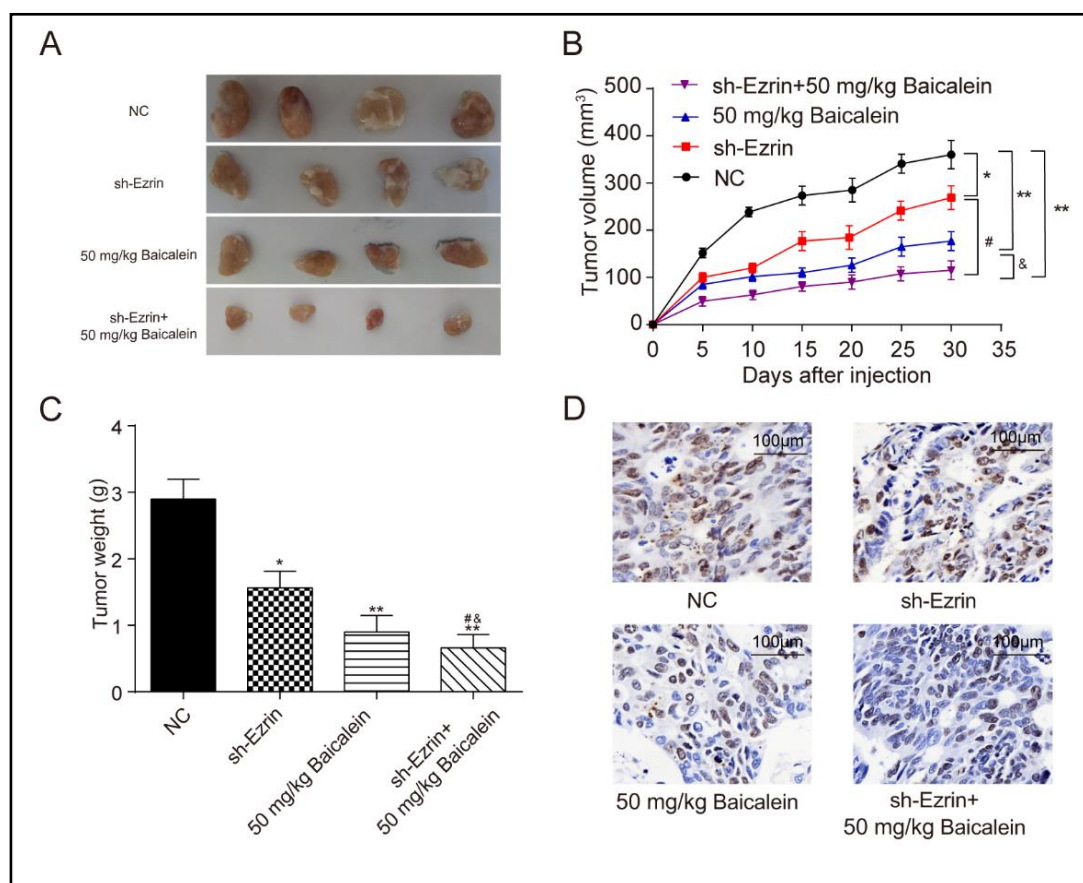 A
NC
sh-Ezrin
50 mg/kg Baicalein
sh-Ezrin+
50 mg/kg Baicalein
B
Tumor volume (mm³)
500
400
300
200
100
0
sh-Ezrin+50 mg/kg Baicalein
50 mg/kg Baicalein
sh-Ezrin
NC
*
**
**
#
&
0 5 10 15 20 25 30 35
Days after injection
C
Tumor weight (g)
4
3
2
1
0
*
**
#&
**
NC
sh-Ezrin
50 mg/kg Baicalein
sh-Ezrin+
50 mg/kg Baicalein
D
100μm
100μm
NC
sh-Ezrin
100μm
100μm
50 mg/kg Baicalein
sh-Ezrin+
50 mg/kg Baicalein